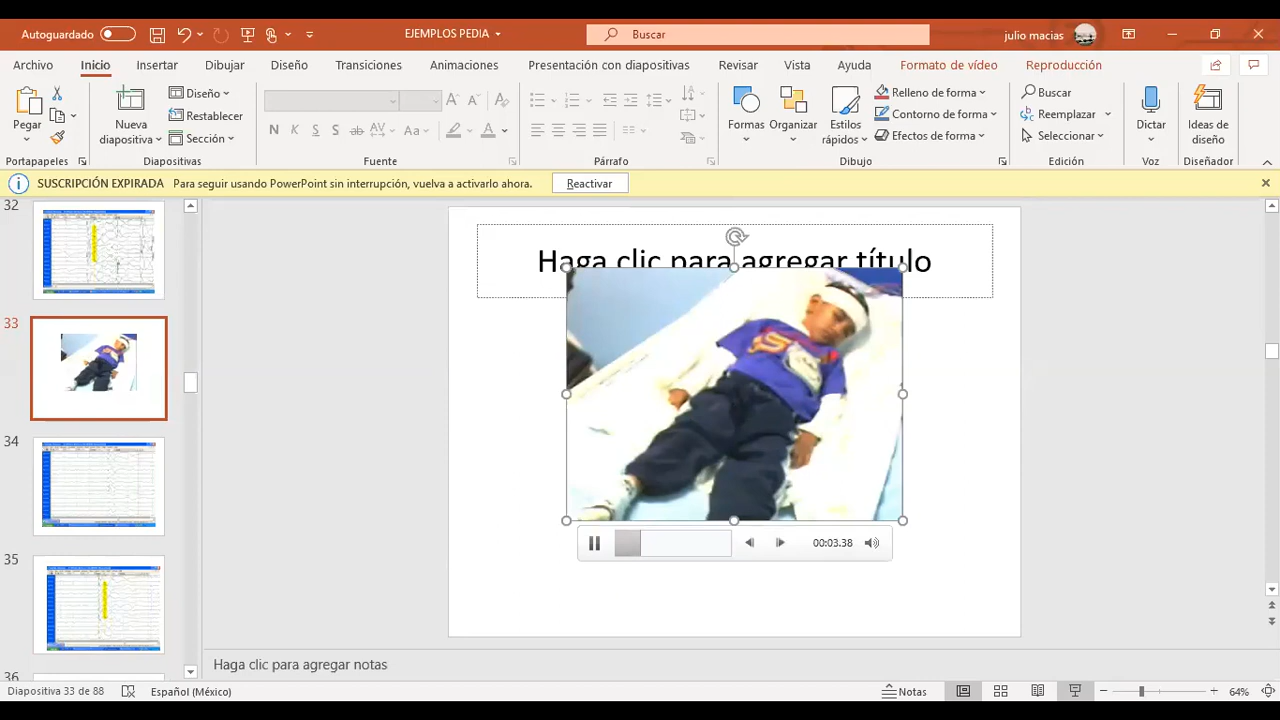 Autoguardado
EJEMPLOS PEDIA
Buscar
julio macias
Archivo Inicio Insertar Dibujar Diseño Transiciones Animaciones Presentación con diapositivas Revisar Vista Ayuda Formato de vídeo Reproducción
Pegar
Nueva diapositiva
Diseño
Restablecer
Sección
N K S S ab AV Aa A
Formas
Organizar
Estilos rápidos
Relleno de forma
Contorno de forma
Efectos de forma
Buscar
Reemplazar
Seleccionar
Dictar
Ideas de diseño
Portapapeles Diapositivas Fuente Párrafo Dibujo Edición Voz Diseñador
SUSCRIPCIÓN EXPIRADA Para seguir usando PowerPoint sin interrupción, vuelva a activarlo ahora. Reactivar
32
33
34
35
36
Haga clic para agregar título
00:03.38
Haga clic para agregar notas
Diapositiva 33 de 88 Español (México) Notas 64%